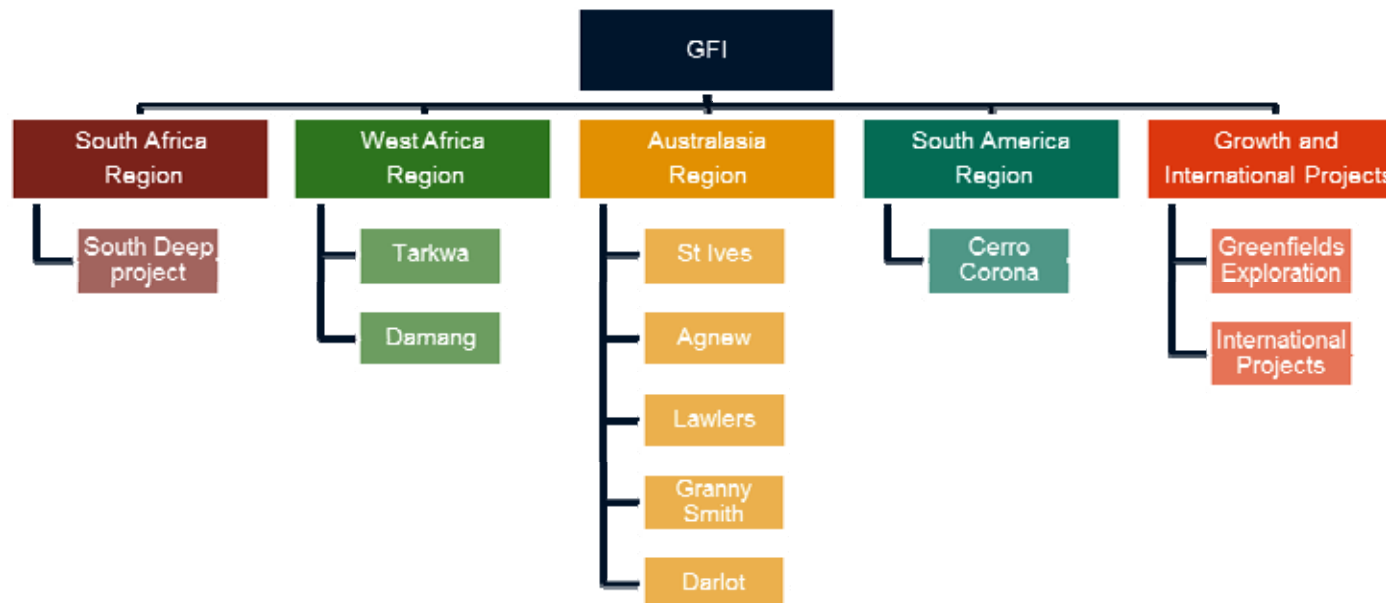 GFI
South Africa
Region
West Africa
Region
Australasia
Region
South America
Region
Growth and
International Projects
South Deep
project
Tarkwa
Damang
St Ives
Agnew
Lawlers
Granny
Smith
Darlot
Cerro
Corona
Greenfields
Exploration
International
Projects